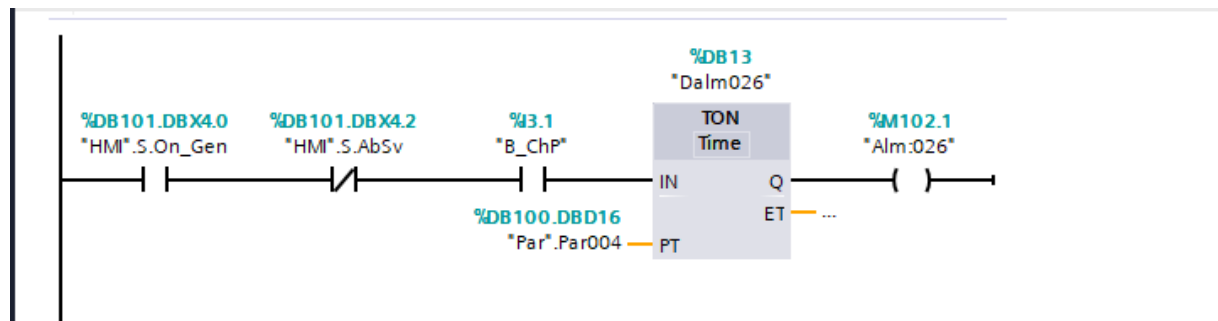 %DB13
"Dalm026"
%DB101.DBX4.0
"HMI".S.On_Gen
%DB101.DBX4.2
"HMI".S.AbSv
%I3.1
"B_ChP"
TON
Time
%M102.1
"Alm:026"
IN
Q
%DB100.DBD16
"Par".Par004
PT
ET
...